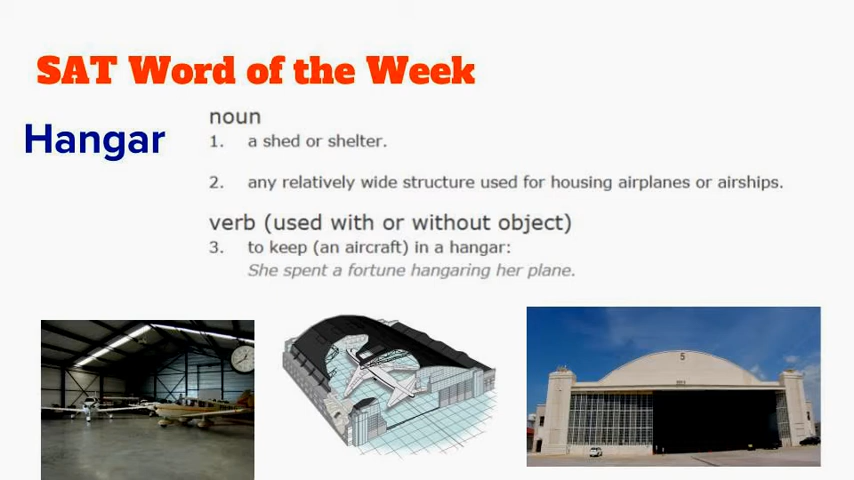 SAT Word of the Week
Hangar
noun
1. a shed or shelter.
2. any relatively wide structure used for housing airplanes or airships.
verb (used with or without object)
3. to keep (an aircraft) in a hangar:
She spent a fortune hangaring her plane.
5